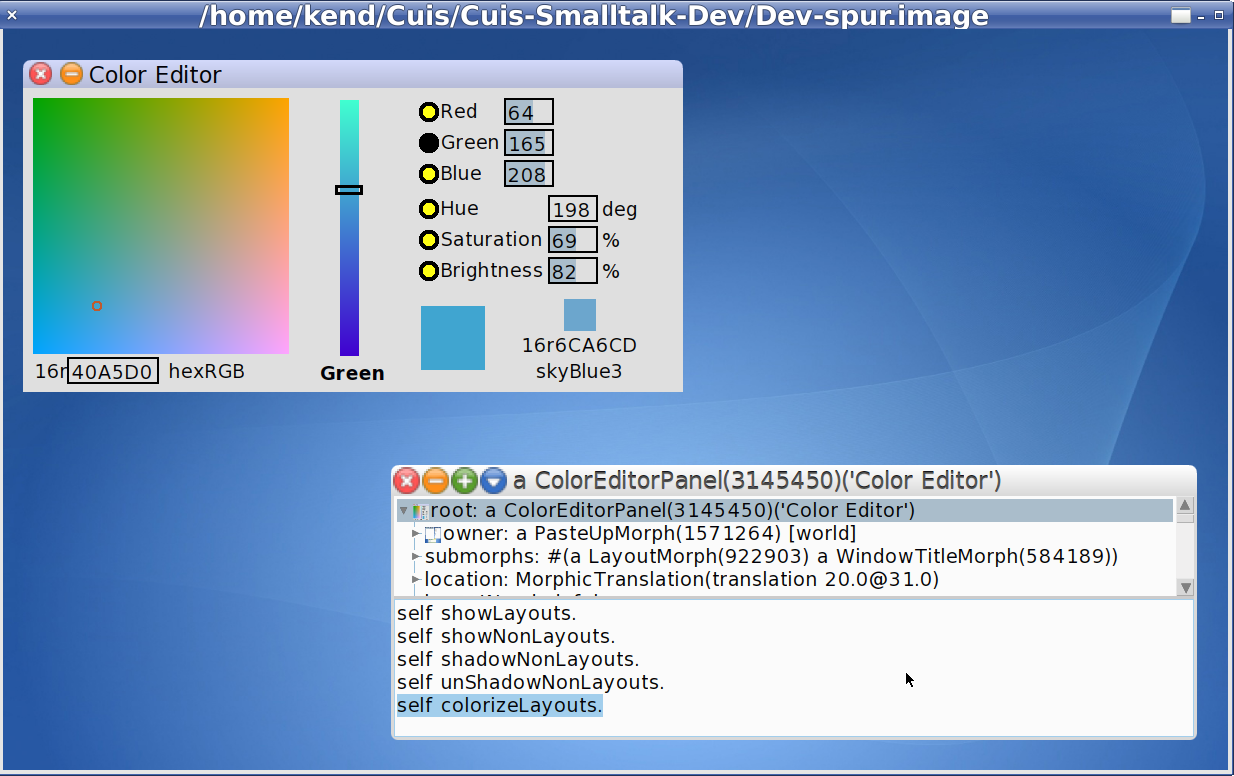 /home/kend/Cuis/Cuis-Smalltalk-Dev/Dev-spur.image
Color Editor
Red 64
Green 165
Blue 208
Hue 198 deg
Saturation 69 %
Brightness 82 %
16r6CA6CD
skyBlue3
16r40A5D0 hexRGB
Green
a ColorEditorPanel(3145450)('Color Editor')
root: a ColorEditorPanel(3145450)('Color Editor')
owner: a PasteUpMorph(1571264) [world]
submorphs: #(a LayoutMorph(922903) a WindowTitleMorph(584189))
location: MorphicTranslation(translation 20.0@31.0)
self showLayouts.
self showNonLayouts.
self shadowNonLayouts.
self unShadowNonLayouts.
self colorizeLayouts.